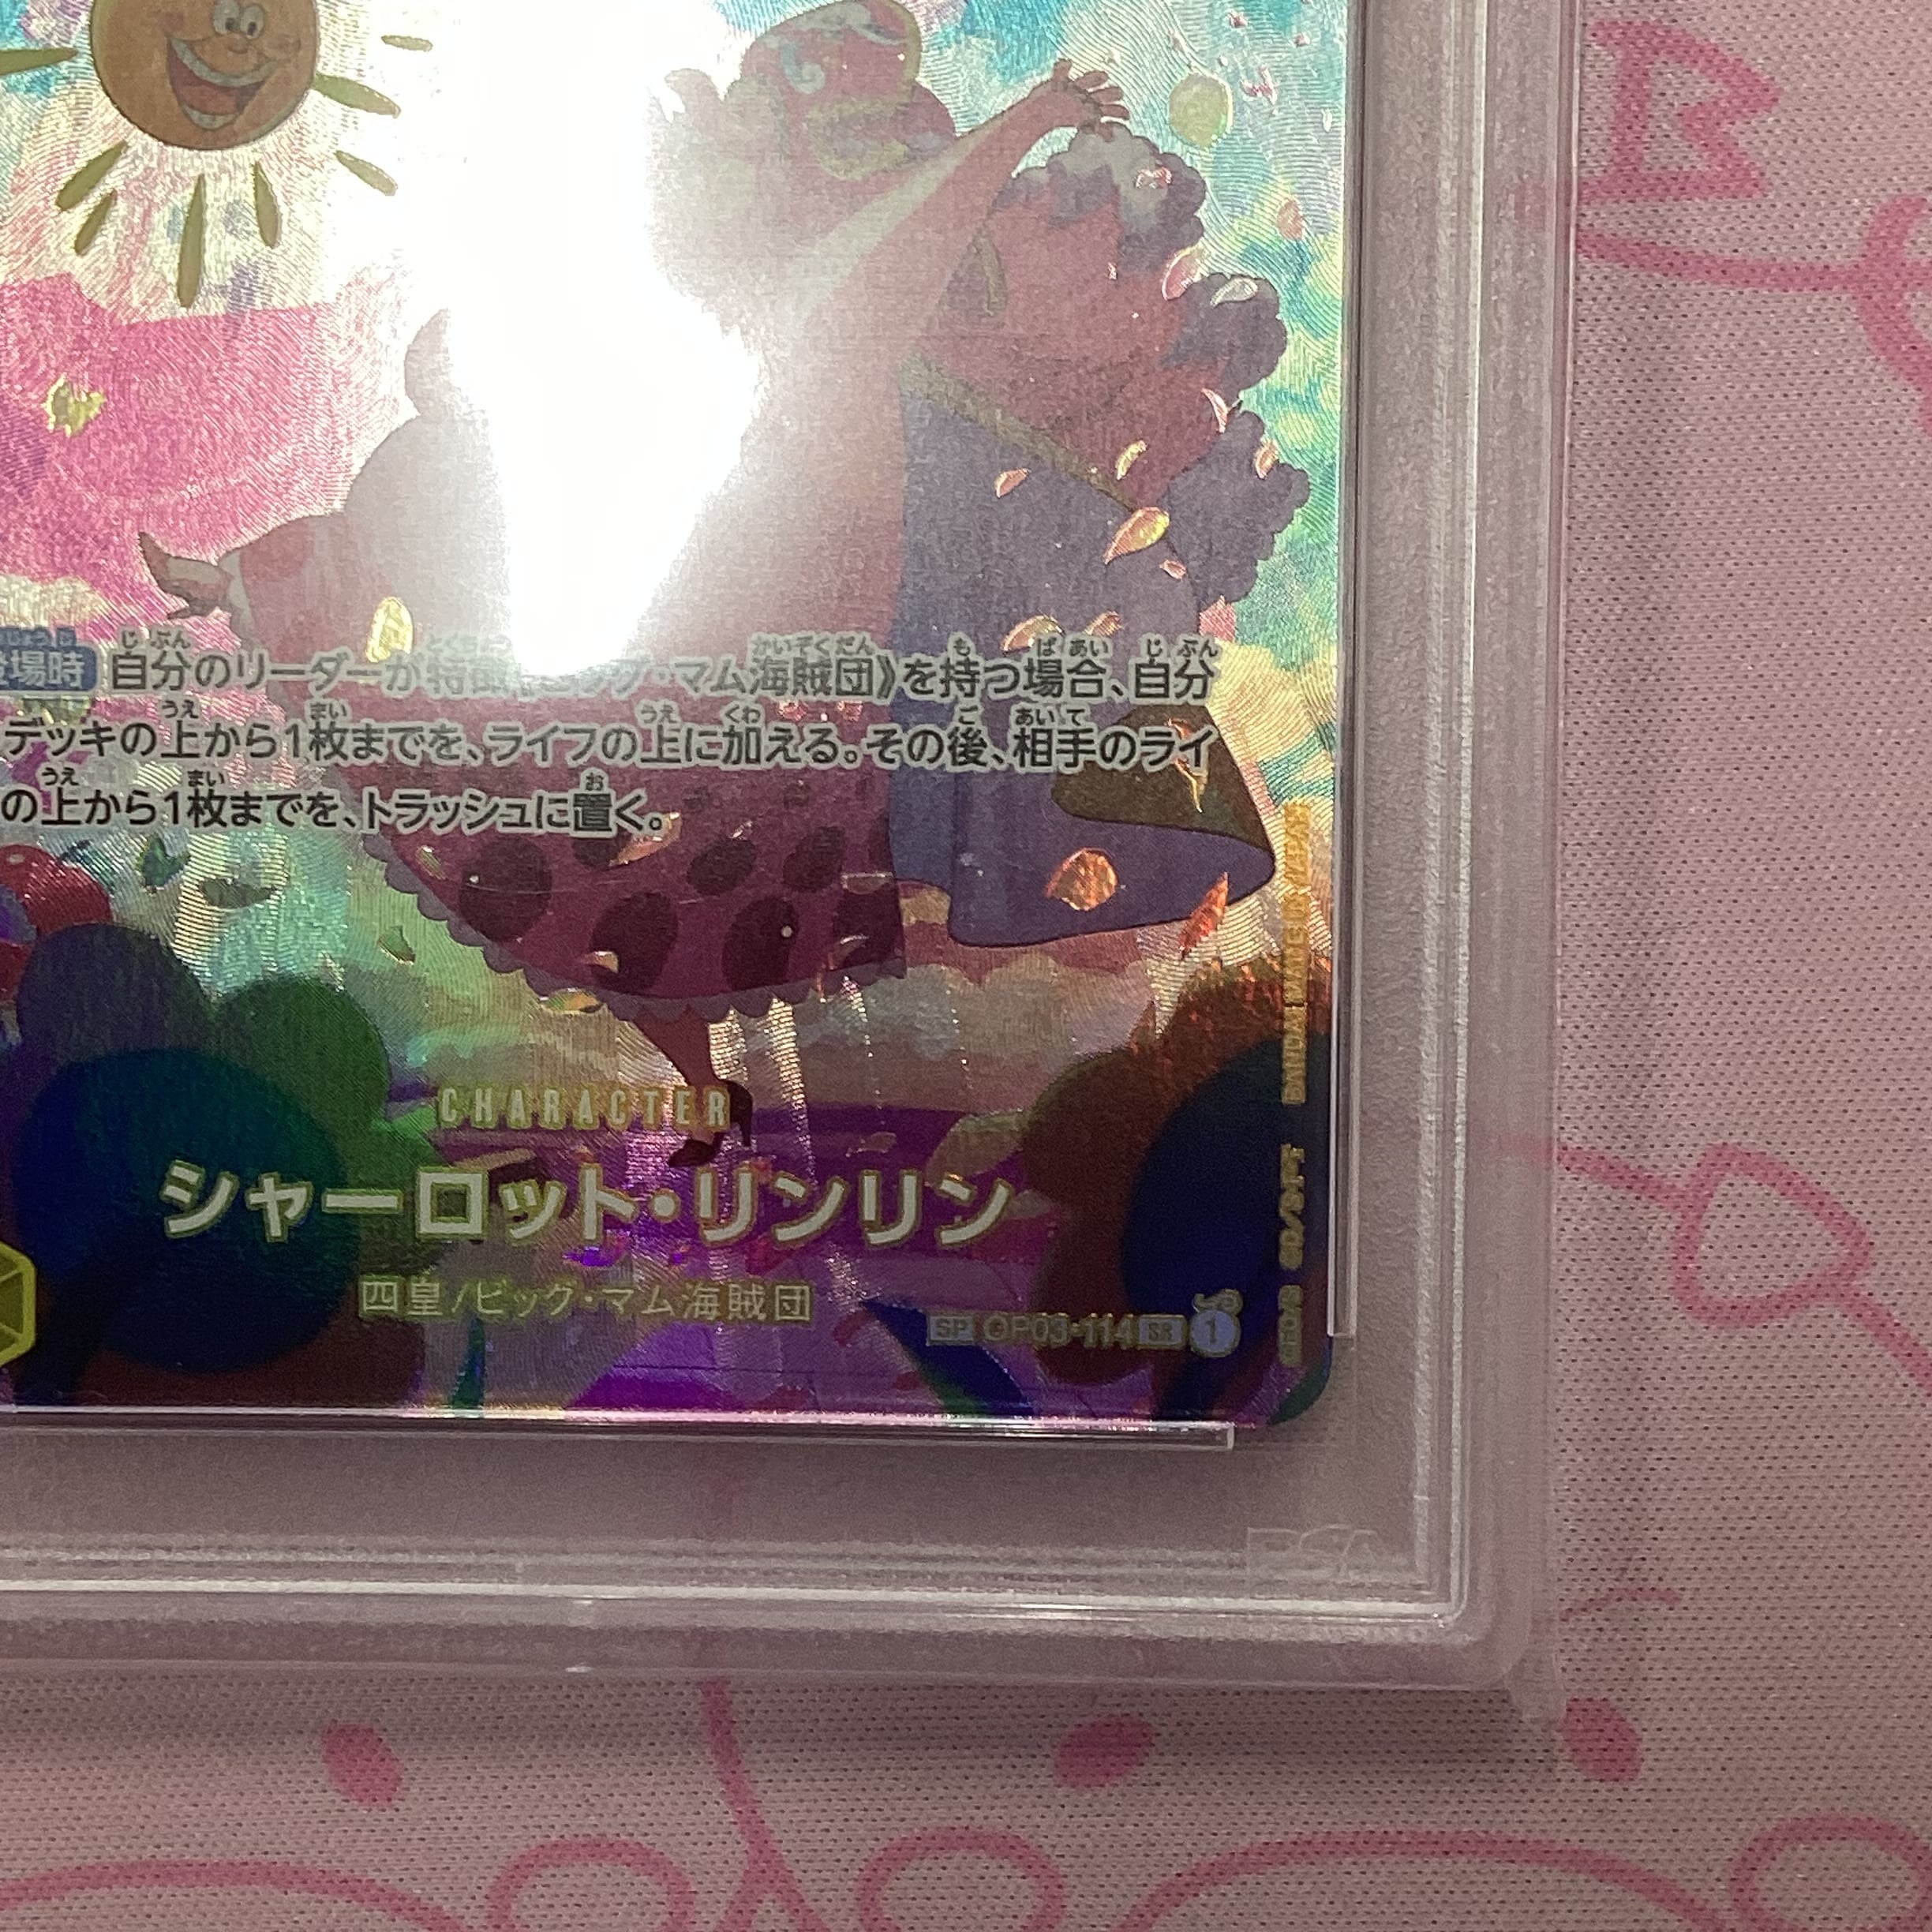 登場時 自分のリーダーが特徴《ビッグ・マム海賊団》を持つ場合、自分
デッキの上から1枚までを、ライフの上に加える。その後、相手のライ
の上から1枚までを、トラッシュに置く。
CHARACTER
シャーロット・リンリン
四皇/ビッグ・マム海賊団
SP OP03-114 SR 1
PSA